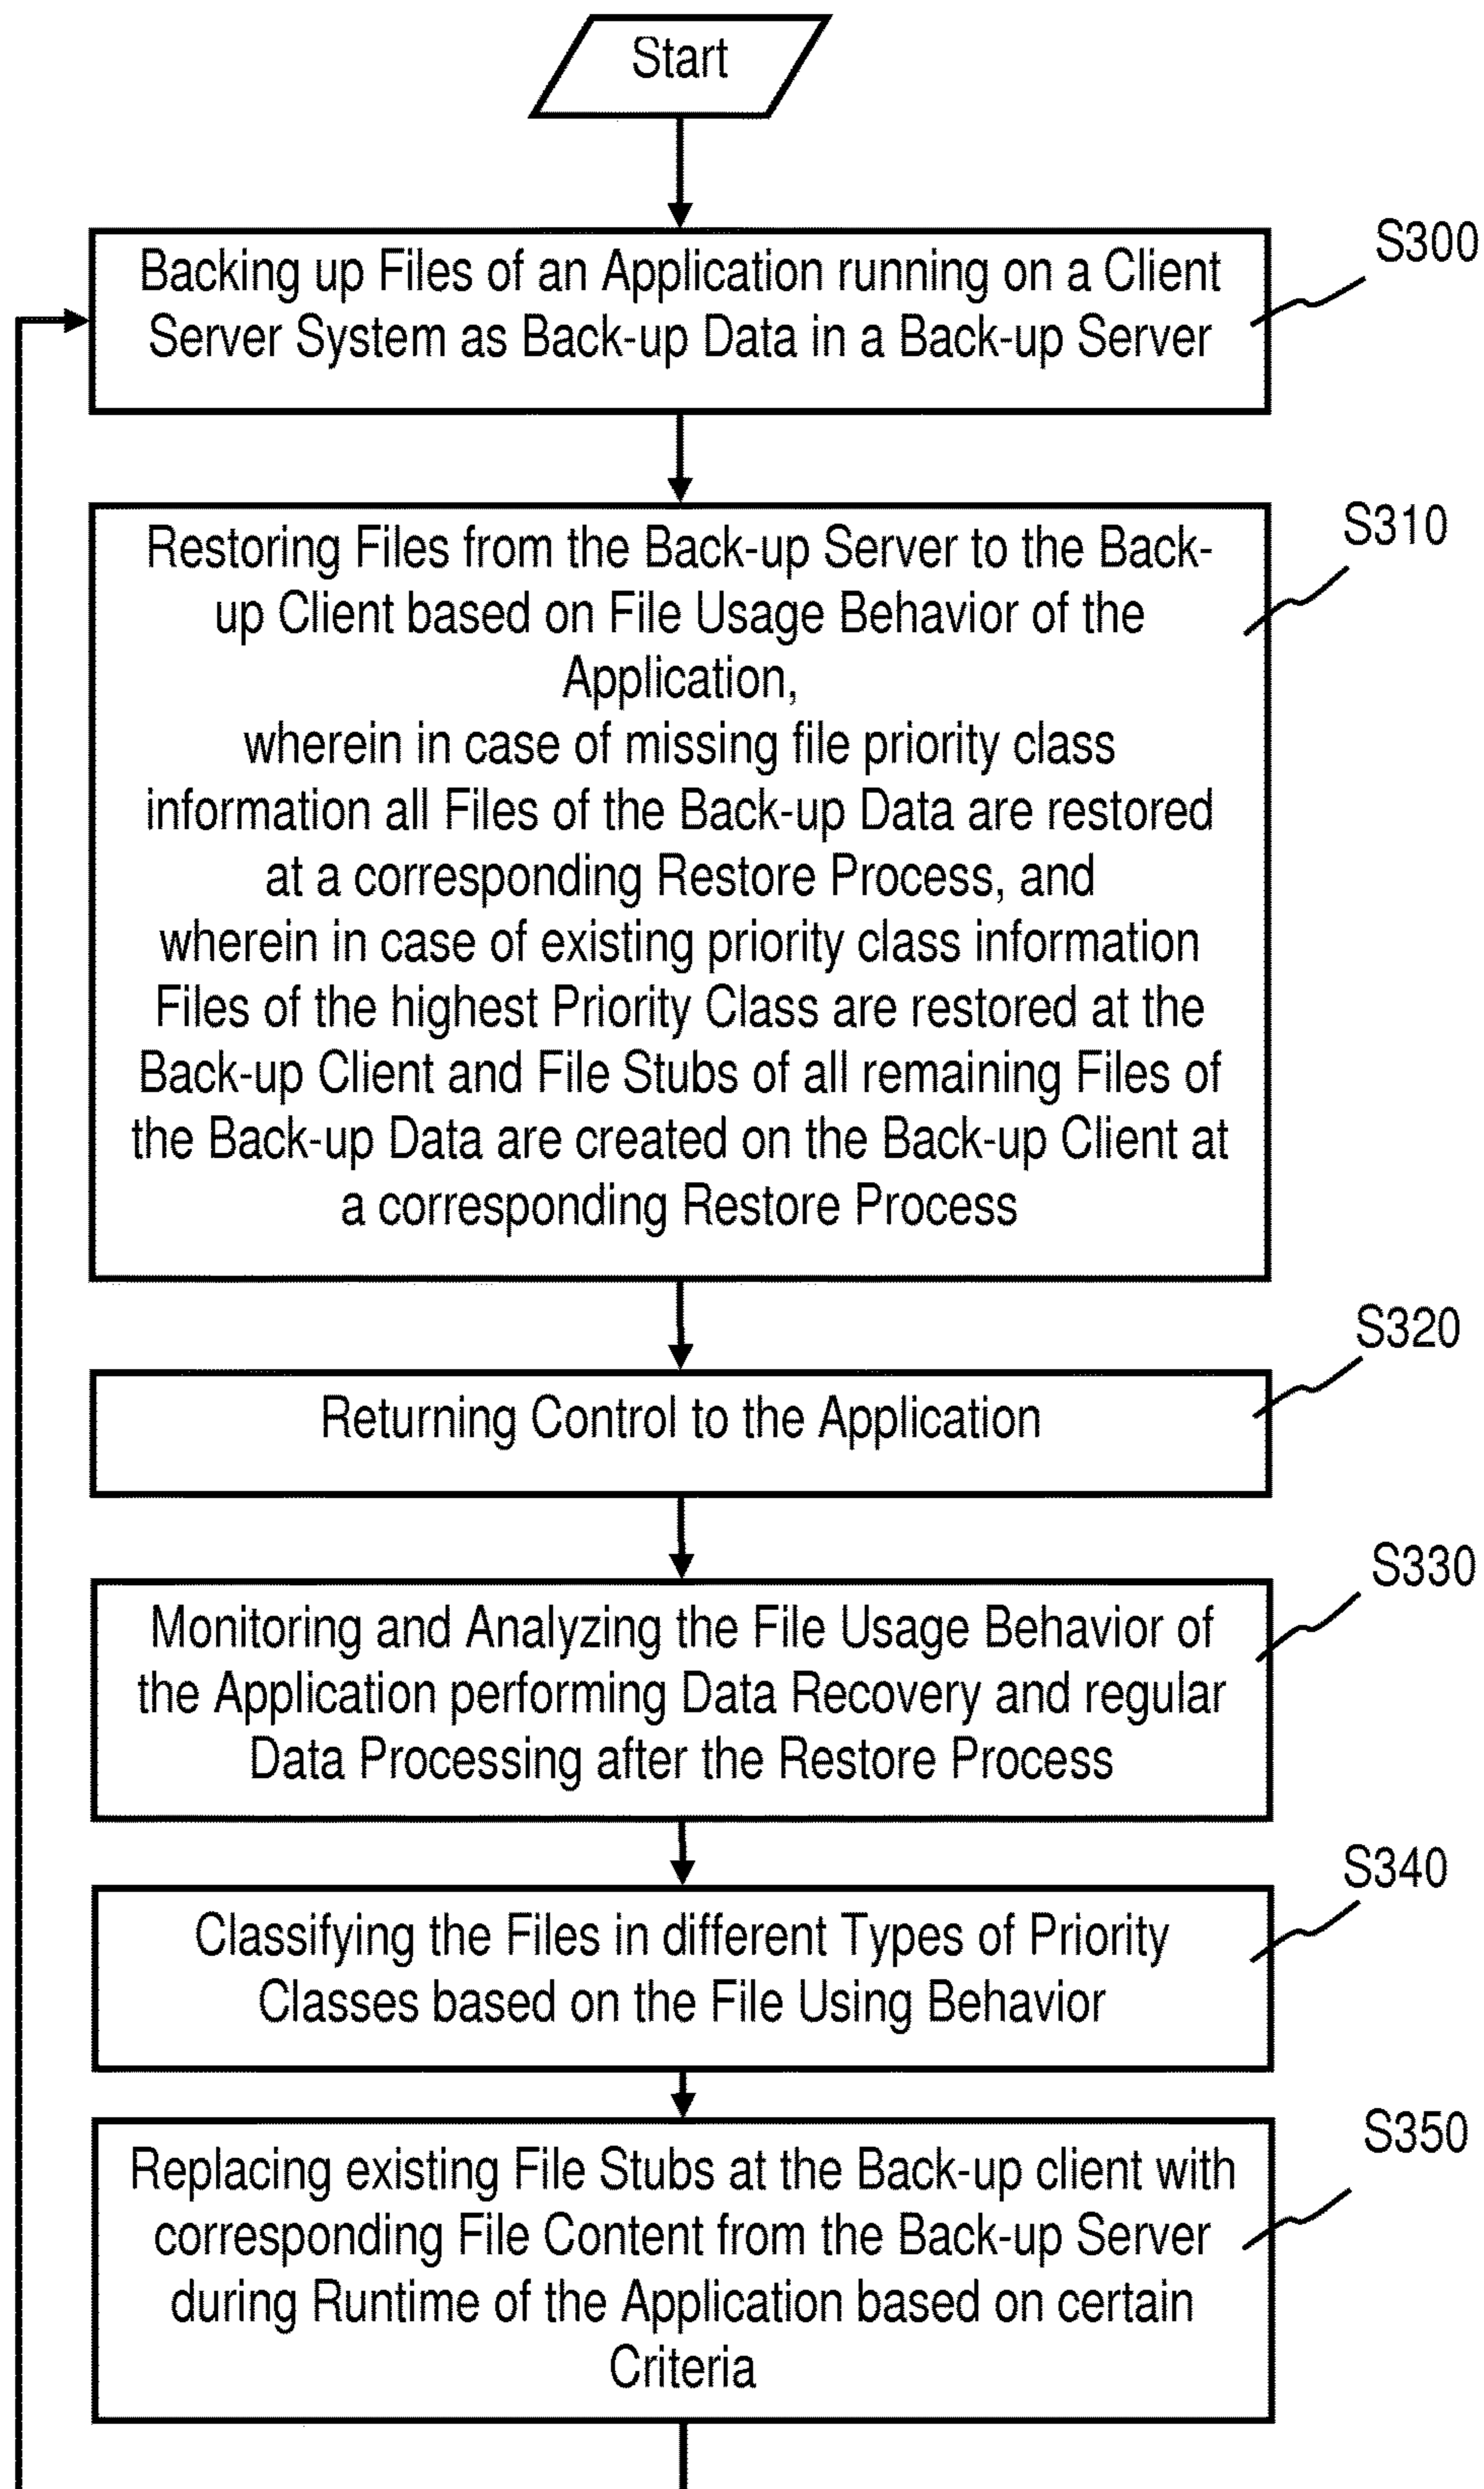 Start
S300
Backing up Files of an Application running on a Client
Server System as Back-up Data in a Back-up Server
S310
Restoring Files from the Back-up Server to the Back-
up Client based on File Usage Behavior of the
Application,
wherein in case of missing file priority class
information all Files of the Back-up Data are restored
at a corresponding Restore Process, and
wherein in case of existing priority class information
Files of the highest Priority Class are restored at the
Back-up Client and File Stubs of all remaining Files of
the Back-up Data are created on the Back-up Client at
a corresponding Restore Process
S320
Returning Control to the Application
S330
Monitoring and Analyzing the File Usage Behavior of
the Application performing Data Recovery and regular
Data Processing after the Restore Process
S340
Classifying the Files in different Types of Priority
Classes based on the File Using Behavior
S350
Replacing existing File Stubs at the Back-up client with
corresponding File Content from the Back-up Server
during Runtime of the Application based on certain
Criteria